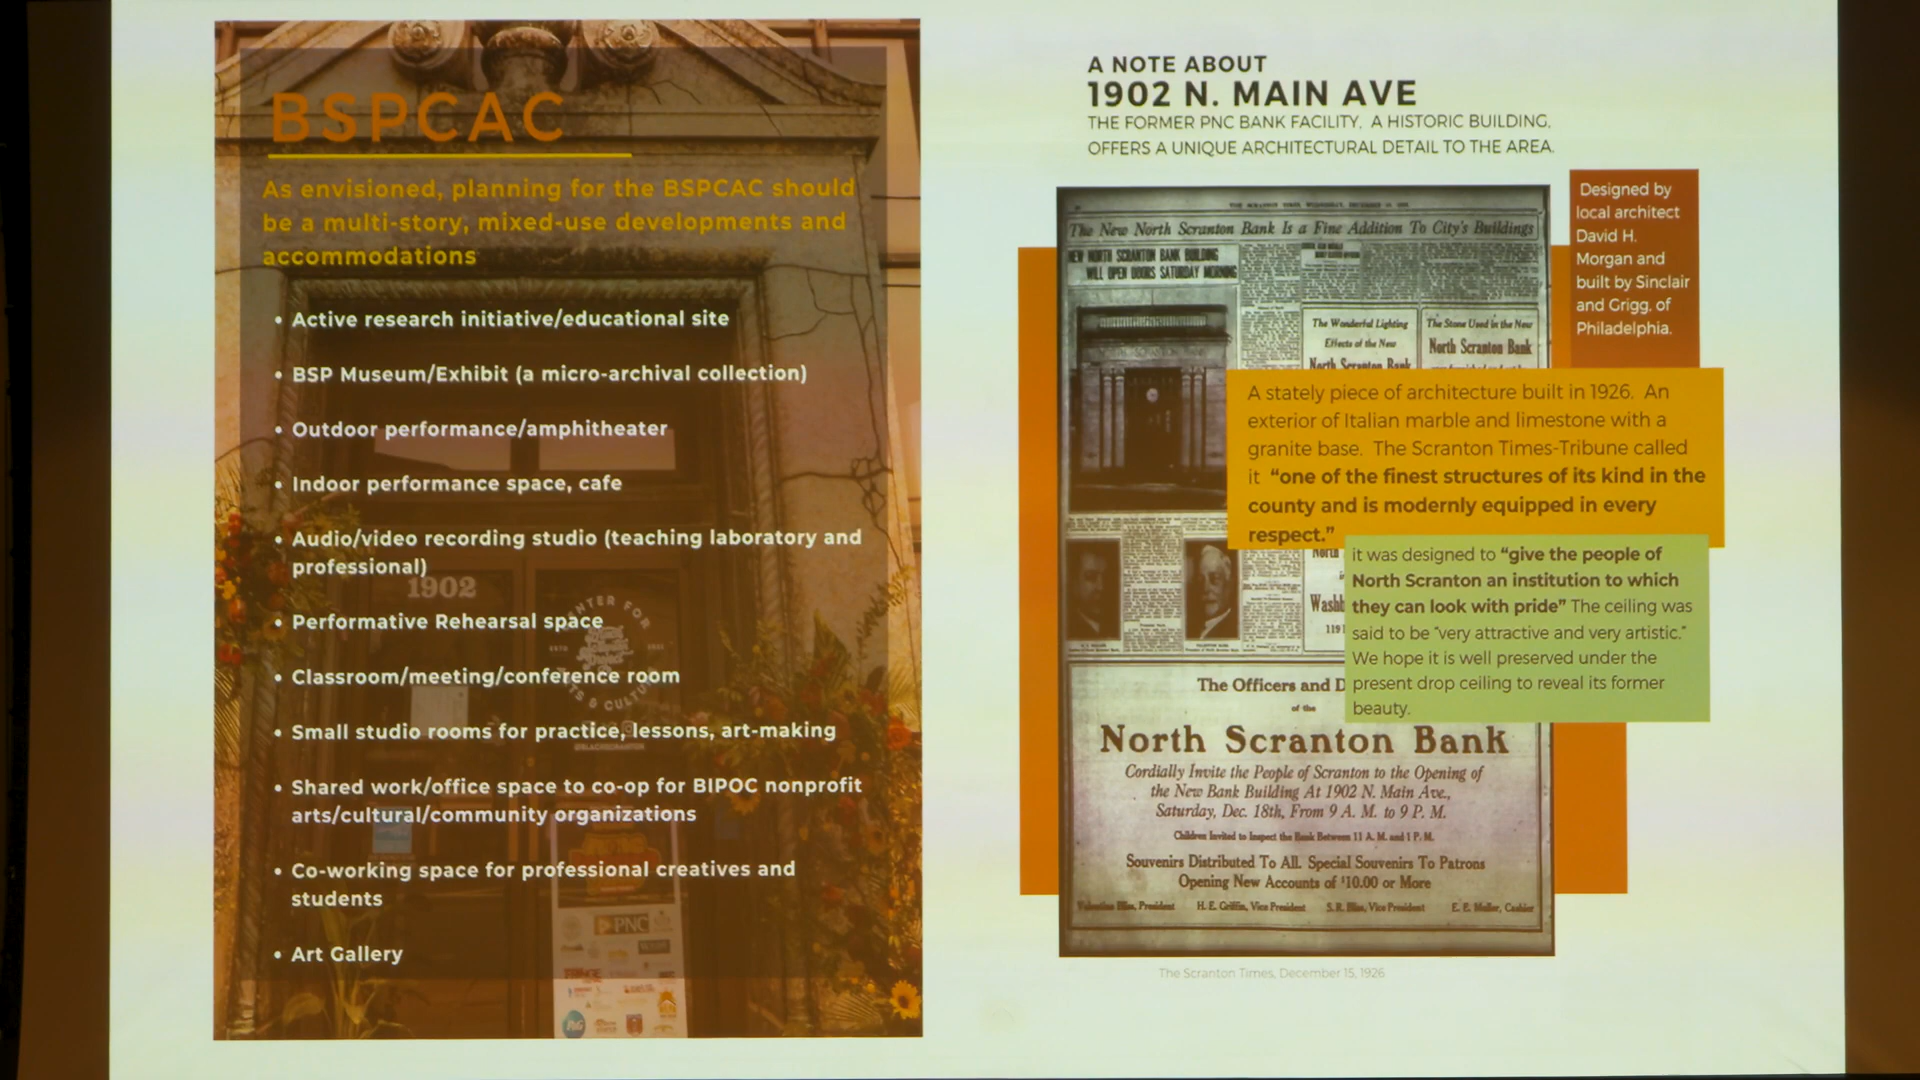 BSPCAC
As envisioned, planning for the BSPCAC should
be a multi-story, mixed-use developments and
accommodations
• Active research initiative/educational site
• BSP Museum/Exhibit (a micro-archival collection)
• Outdoor performance/amphitheater
• Indoor performance space, cafe
• Audio/video recording studio (teaching laboratory and
professional)
1902
• Performative Rehearsal space
• Classroom/meeting/conference room
• Small studio rooms for practice, lessons, art-making
• Shared work/office space to co-op for BIPOC nonprofit
arts/cultural/community organizations
• Co-working space for professional creatives and
students
• Art Gallery
PNC
A NOTE ABOUT
1902 N. MAIN AVE
THE FORMER PNC BANK FACILITY, A HISTORIC BUILDING,
OFFERS A UNIQUE ARCHITECTURAL DETAIL TO THE AREA.
Designed by
local architect
David H.
Morgan and
built by Sinclair
and Grigg, of
Philadelphia.
The New North Scranton Bank Is a Fine Addition To City's Buildings
NEW NORTH SCRANTON BANK BUILDING
WILL OPEN DOORS SATURDAY MORNING
The Wonderful Lighting
Effects of the New
North Scranton Bank
The Stone Used in the New
North Scranton Bank
A stately piece of architecture built in 1926. An
exterior of Italian marble and limestone with a
granite base. The Scranton Times-Tribune called
it "one of the finest structures of its kind in the
county and is modernly equipped in every
respect."
it was designed to "give the people of
North Scranton an institution to which
they can look with pride" The ceiling was
said to be "very attractive and very artistic."
We hope it is well preserved under the
present drop ceiling to reveal its former
beauty.
The Officers and D
of the
North Scranton Bank
Cordially Invite the People of Scranton to the Opening of
the New Bank Building At 1902 N. Main Ave.,
Saturday, Dec. 18th, From 9 A. M. to 9 P. M.
Children Invited to Inspect the Bank Between 11 A. M. and 1 P. M.
Souvenirs Distributed To All. Special Souvenirs To Patrons
Opening New Accounts of $10.00 or More
President H. E. Griffin, Vice President Vice President Cashier
The Scranton Times, December 15, 1926